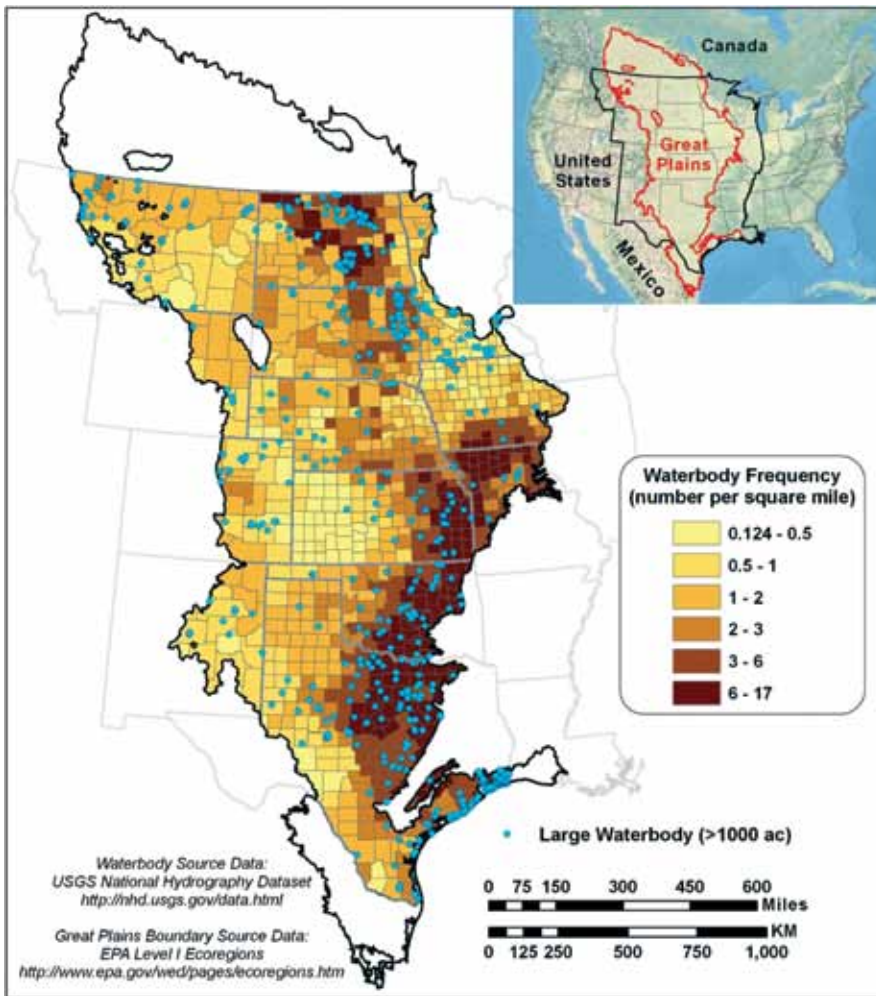 Canada
United
States
Great
Plains
Mexico
Waterbody Frequency
(number per square mile)
0.124 - 0.5
0.5 - 1
1 - 2
2 - 3
3 - 6
6 - 17
Large Waterbody (>1000 ac)
0 75 150 300 450 600
Miles
KM
0 125 250 500 750 1,000
Waterbody Source Data:
USGS National Hydrography Dataset
http://nhd.usgs.gov/data.html
Great Plains Boundary Source Data:
EPA Level I Ecoregions
http://www.epa.gov/wed/pages/ecoregions.htm